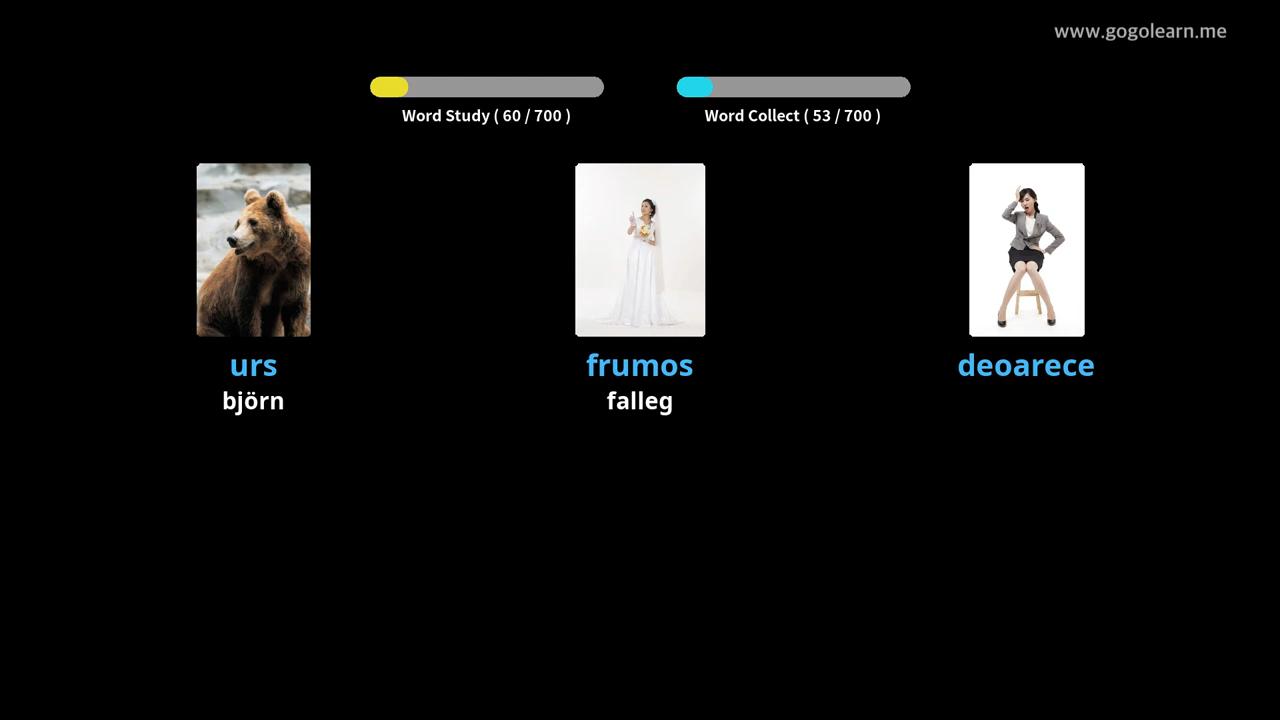 www.gogolearn.me
Word Study ( 60 / 700 )
Word Collect ( 53 / 700 )
urs
björn
frumos
falleg
deoarece